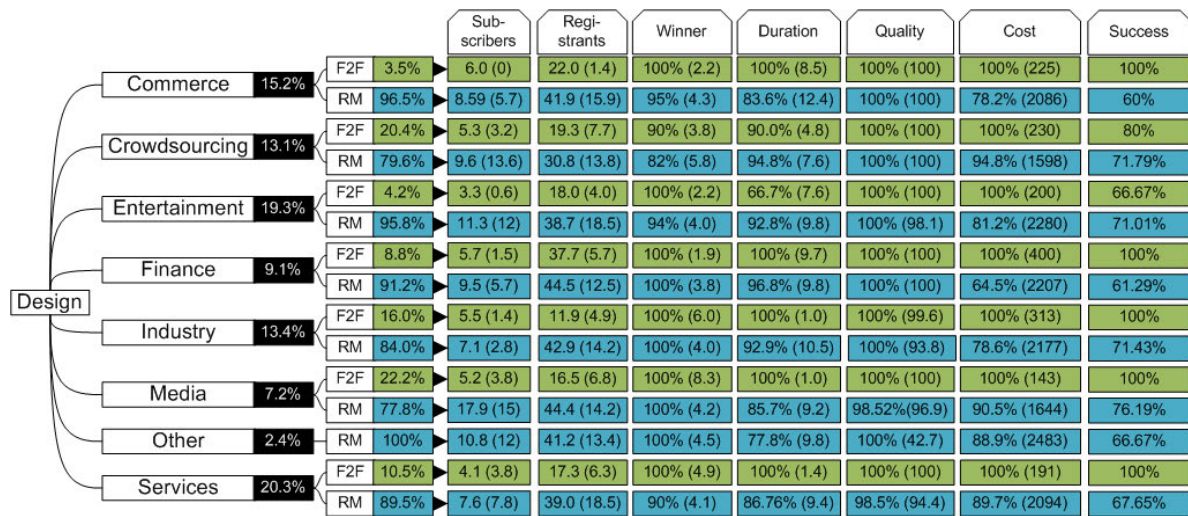 Sub-
scribers
Regi-
strants
Winner
Duration
Quality
Cost
Success
Design
Commerce 15.2%
F2F 3.5% 6.0 (0) 22.0 (1.4) 100% (2.2) 100% (8.5) 100% (100) 100% (225) 100%
RM 96.5% 8.59 (5.7) 41.9 (15.9) 95% (4.3) 83.6% (12.4) 100% (100) 78.2% (2086) 60%
Crowdsourcing 13.1%
F2F 20.4% 5.3 (3.2) 19.3 (7.7) 90% (3.8) 90.0% (4.8) 100% (100) 100% (230) 80%
RM 79.6% 9.6 (13.6) 30.8 (13.8) 82% (5.8) 94.8% (7.6) 100% (100) 94.8% (1598) 71.79%
Entertainment 19.3%
F2F 4.2% 3.3 (0.6) 18.0 (4.0) 100% (2.2) 66.7% (7.6) 100% (100) 100% (200) 66.67%
RM 95.8% 11.3 (12) 38.7 (18.5) 94% (4.0) 92.8% (9.8) 100% (98.1) 81.2% (2280) 71.01%
Finance 9.1%
F2F 8.8% 5.7 (1.5) 37.7 (5.7) 100% (1.9) 100% (9.7) 100% (100) 100% (400) 100%
RM 91.2% 9.5 (5.7) 44.5 (12.5) 100% (3.8) 96.8% (9.8) 100% (100) 64.5% (2207) 61.29%
Industry 13.4%
F2F 16.0% 5.5 (1.4) 11.9 (4.9) 100% (6.0) 100% (1.0) 100% (99.6) 100% (313) 100%
RM 84.0% 7.1 (2.8) 42.9 (14.2) 100% (4.0) 92.9% (10.5) 100% (93.8) 78.6% (2177) 71.43%
Media 7.2%
F2F 22.2% 5.2 (3.8) 16.5 (6.8) 100% (8.3) 100% (1.0) 100% (100) 100% (143) 100%
RM 77.8% 17.9 (15) 44.4 (14.2) 100% (4.2) 85.7% (9.2) 98.52%(96.9) 90.5% (1644) 76.19%
Other 2.4%
RM 100% 10.8 (12) 41.2 (13.4) 100% (4.5) 77.8% (9.8) 100% (42.7) 88.9% (2483) 66.67%
Services 20.3%
F2F 10.5% 4.1 (3.8) 17.3 (6.3) 100% (4.9) 100% (1.4) 100% (100) 100% (191) 100%
RM 89.5% 7.6 (7.8) 39.0 (18.5) 90% (4.1) 86.76% (9.4) 98.5% (94.4) 89.7% (2094) 67.65%